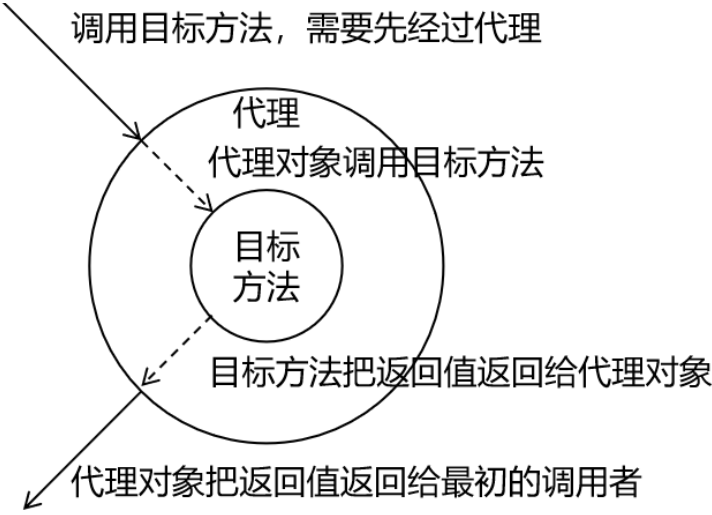 调用目标方法，需要先经过代理
代理
代理对象调用目标方法
目标
方法
目标方法把返回值返回给代理对象
代理对象把返回值返回给最初的调用者